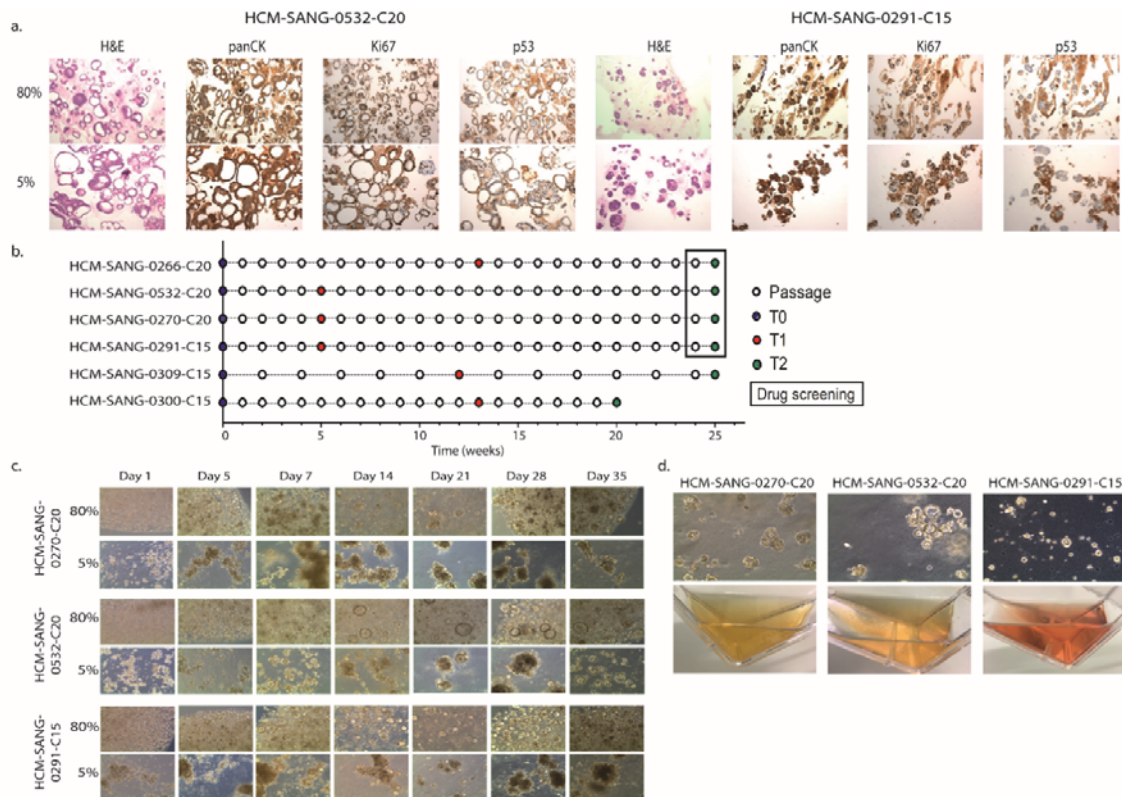 HCM-SANG-0532-C20 HCM-SANG-0291-C15
a.
H&E panCK Ki67 p53 H&E panCK Ki67 p53
80%
5%
b.
HCM-SANG-0266-C20
HCM-SANG-0532-C20
HCM-SANG-0270-C20
HCM-SANG-0291-C15
HCM-SANG-0309-C15
HCM-SANG-0300-C15
Passage
T0
T1
T2
Drug screening
0 5 10 15 20 25
Time (weeks)
c.
Day 1 Day 5 Day 7 Day 14 Day 21 Day 28 Day 35
HCM-SANG-
0270-C20
80%
5%
HCM-SANG-
0532-C20
80%
5%
HCM-SANG-
0291-C15
80%
5%
d.
HCM-SANG-0270-C20 HCM-SANG-0532-C20 HCM-SANG-0291-C15